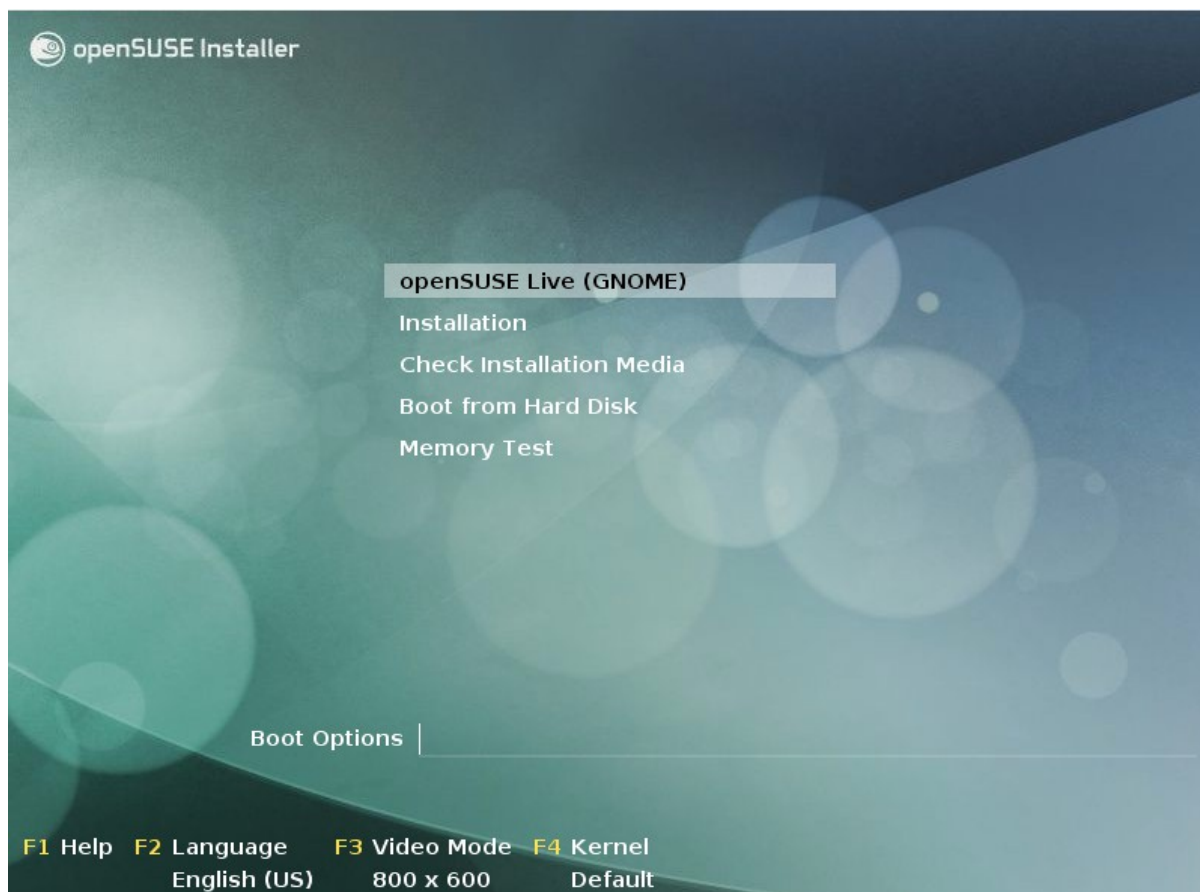 openSUSE Installer
openSUSE Live (GNOME)
Installation
Check Installation Media
Boot from Hard Disk
Memory Test
Boot Options
F1 Help F2 Language F3 Video Mode F4 Kernel
English (US) 800 x 600 Default